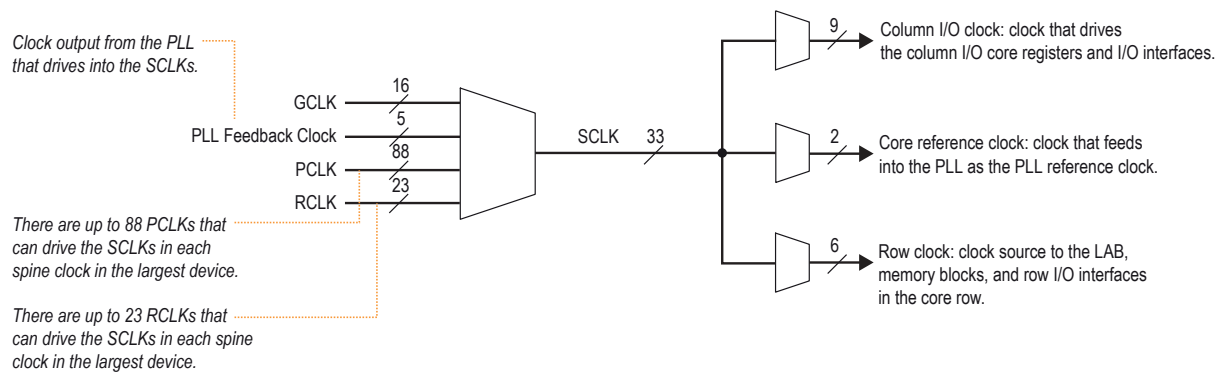 Clock output from the PLL
that drives into the SCLKs.
GCLK
16
PLL Feedback Clock
5
PCLK
88
RCLK
23
There are up to 88 PCLKs that
can drive the SCLKs in each
spine clock in the largest device.
There are up to 23 RCLKs that
can drive the SCLKs in each spine
clock in the largest device.
SCLK
33
9
Column I/O clock: clock that drives
the column I/O core registers and I/O interfaces.
2
Core reference clock: clock that feeds
into the PLL as the PLL reference clock.
6
Row clock: clock source to the LAB,
memory blocks, and row I/O interfaces
in the core row.